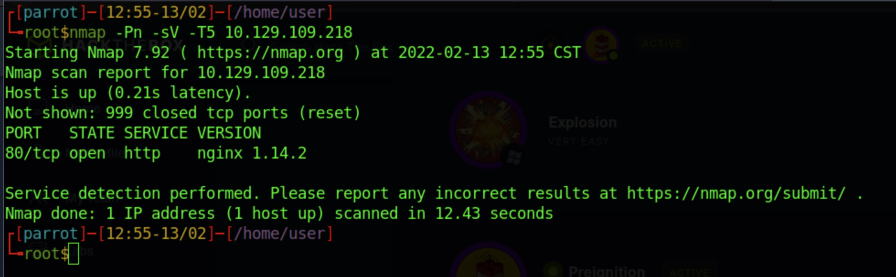 [parrot]─[12:55-13/02]─[/home/user]
root$nmap -Pn -sV -T5 10.129.109.218
Starting Nmap 7.92 ( https://nmap.org ) at 2022-02-13 12:55 CST
ACTIVE
Nmap scan report for 10.129.109.218
Host is up (0.21s latency).
Not shown: 999 closed tcp ports (reset)
Explosion
PORT   STATE SERVICE VERSION
VERY EASY
80/tcp open  http    nginx 1.14.2
Service detection performed. Please report any incorrect results at https://nmap.org/submit/ .
Nmap done: 1 IP address (1 host up) scanned in 12.43 seconds
[parrot]─[12:55-13/02]─[/home/user]
root$
Preignition
ACTIVE